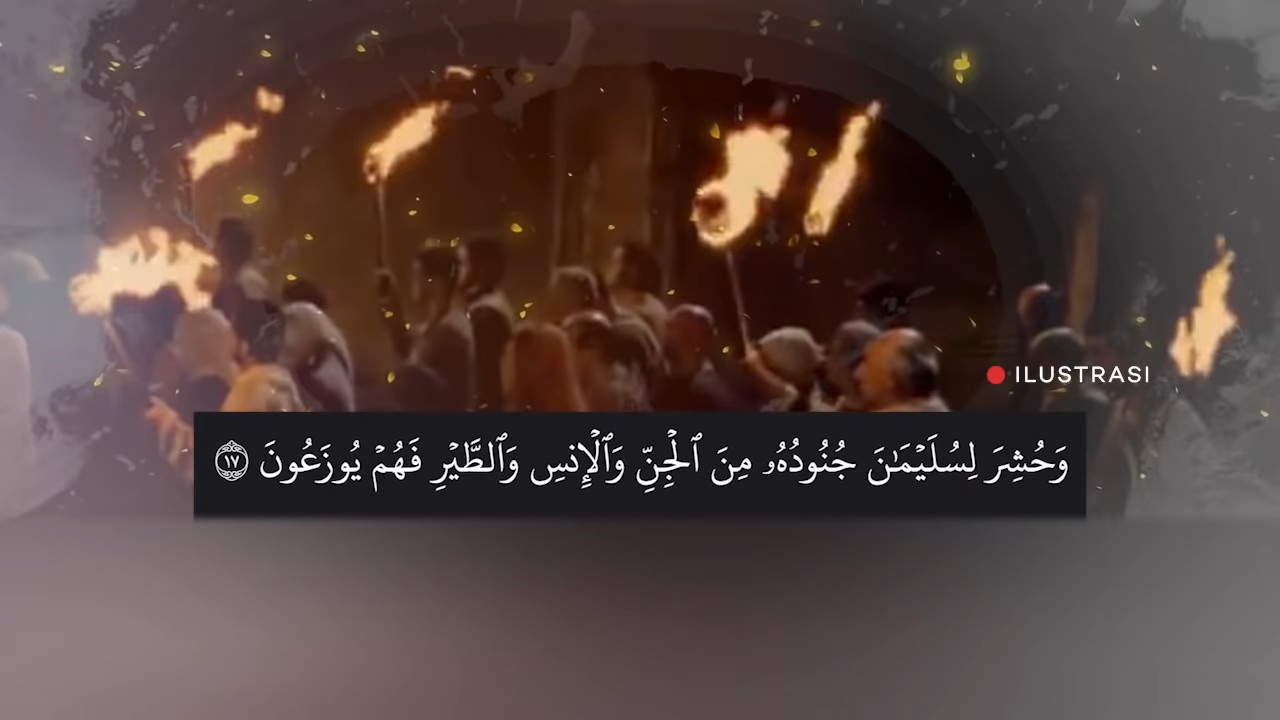 ILUSTRASI
وَحُشِرَ لِسُلَيْمَٰنَ جُنُودُهُۥ مِنَ ٱلْجِنِّ وَٱلْإِنسِ وَٱلطَّيْرِ فَهُمْ يُوزَعُونَ ١٧